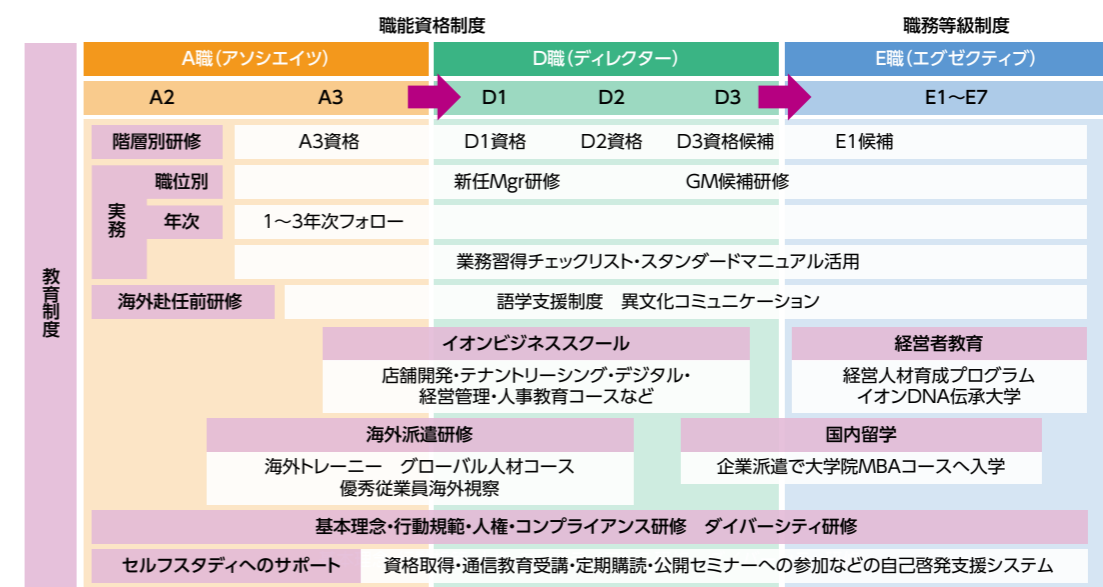 職能資格制度 職務等級制度
A職(アソシエイツ) D職(ディレクター) E職(エグゼクティブ)
A2 A3 D1 D2 D3 E1~E7
教育制度
階層別研修 A3資格 D1資格 D2資格 D3資格候補 E1候補
実務
職位別 新任Mgr研修 GM候補研修
年次 1~3年次フォロー
業務習得チェックリスト・スタンダードマニュアル活用
海外赴任前研修 語学支援制度 異文化コミュニケーション
イオンビジネススクール
店舗開発・テナントリーシング・デジタル・
経営管理・人事教育コースなど
経営者教育
経営人材育成プログラム
イオンDNA伝承大学
海外派遣研修
海外トレーニー グローバル人材コース
優秀従業員海外視察
国内留学
企業派遣で大学院MBAコースへ入学
基本理念・行動規範・人権・コンプライアンス研修 ダイバーシティ研修
セルフスタディへのサポート 資格取得・通信教育受講・定期購読・公開セミナーへの参加などの自己啓発支援システム